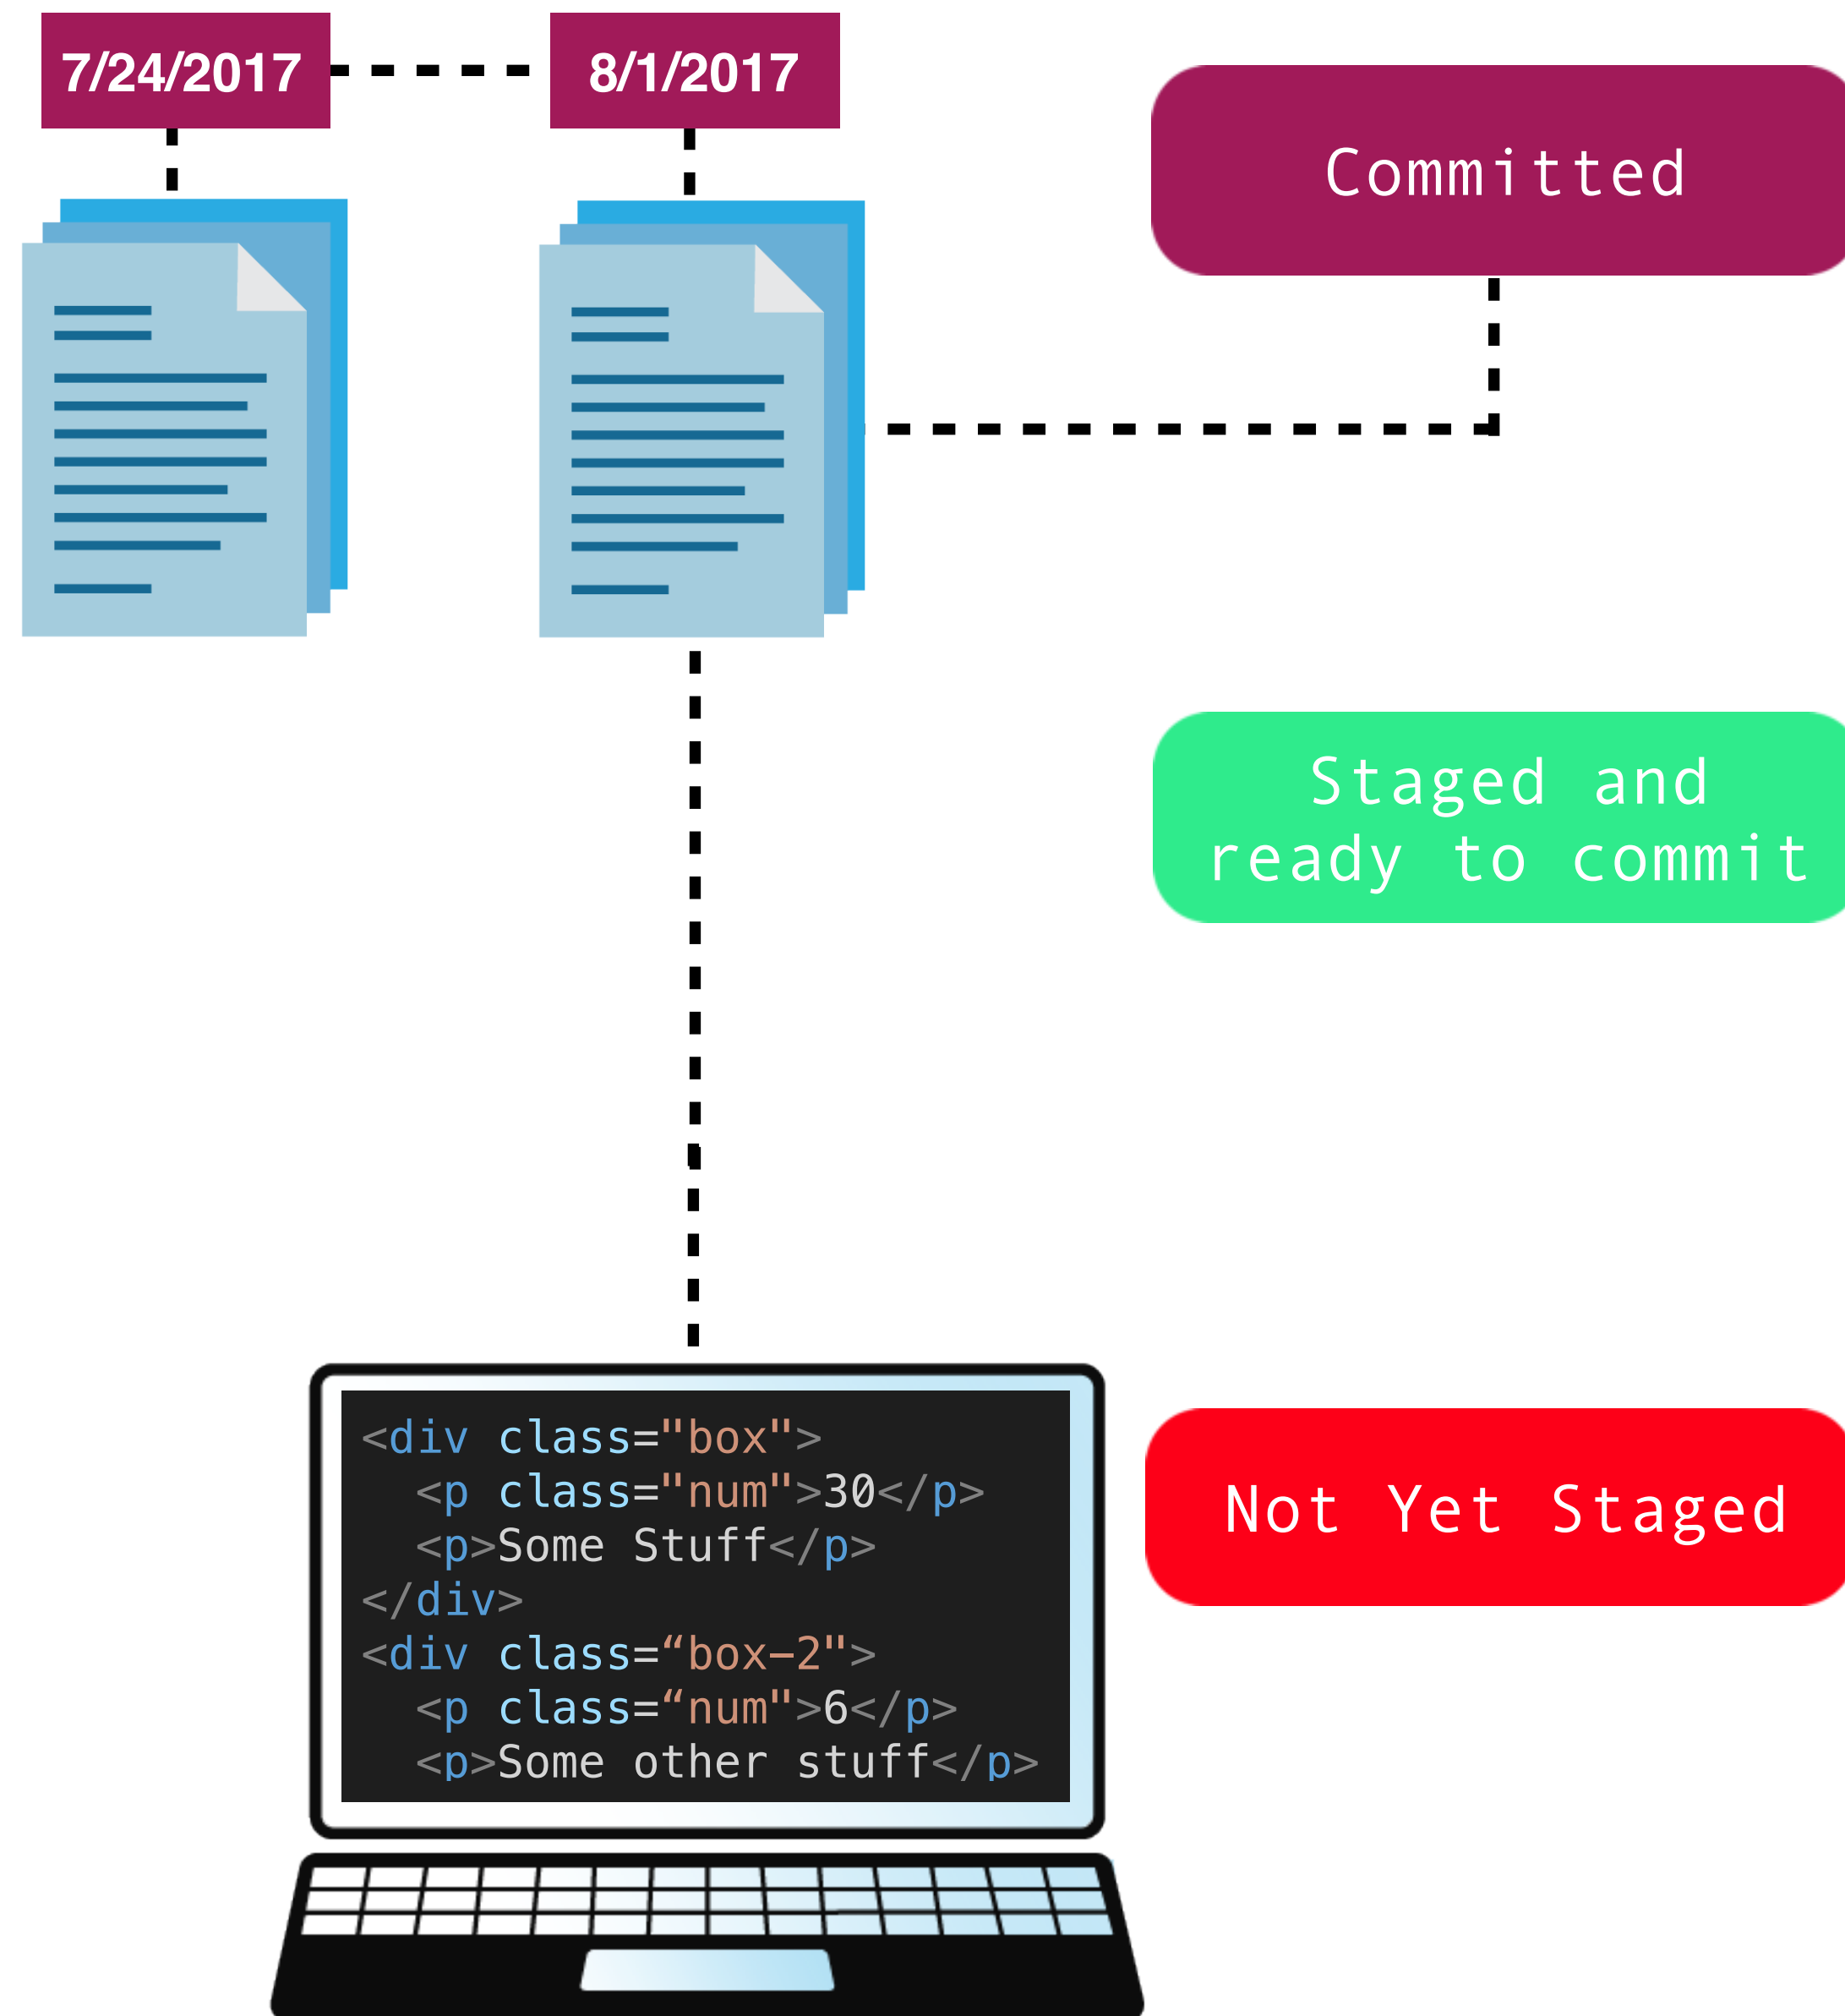 7/24/2017
8/1/2017
Committed
Staged and
ready to commit
<div class="box">
  <p class="num">30</p>
  <p>Some Stuff</p>
</div>
<div class=“box-2">
  <p class=“num">6</p>
  <p>Some other stuff</p>
Not Yet Staged